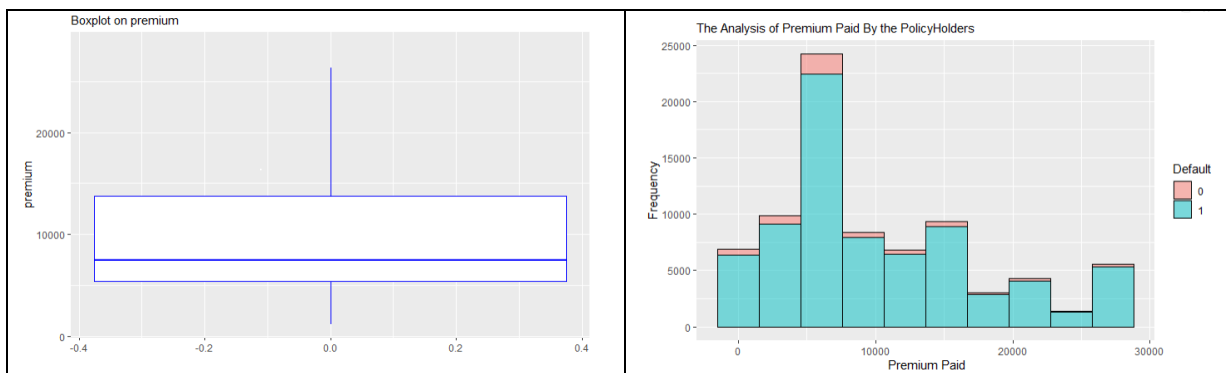 Boxplot on premium
premium
20000
10000
0
-0.4 -0.2 0.0 0.2 0.4
The Analysis of Premium Paid By the PolicyHolders
Frequency
25000
20000
15000
10000
5000
0
0 10000 20000 30000
Premium Paid
Default
0
1